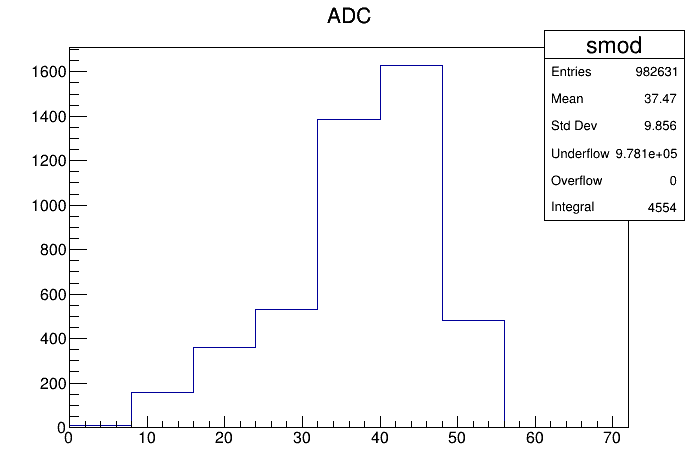 ADC
smod
Entries 982631
Mean 37.47
Std Dev 9.856
Underflow 9.781e+05
Overflow 0
Integral 4554
1600
1400
1200
1000
800
600
400
200
0
0 10 20 30 40 50 60 70